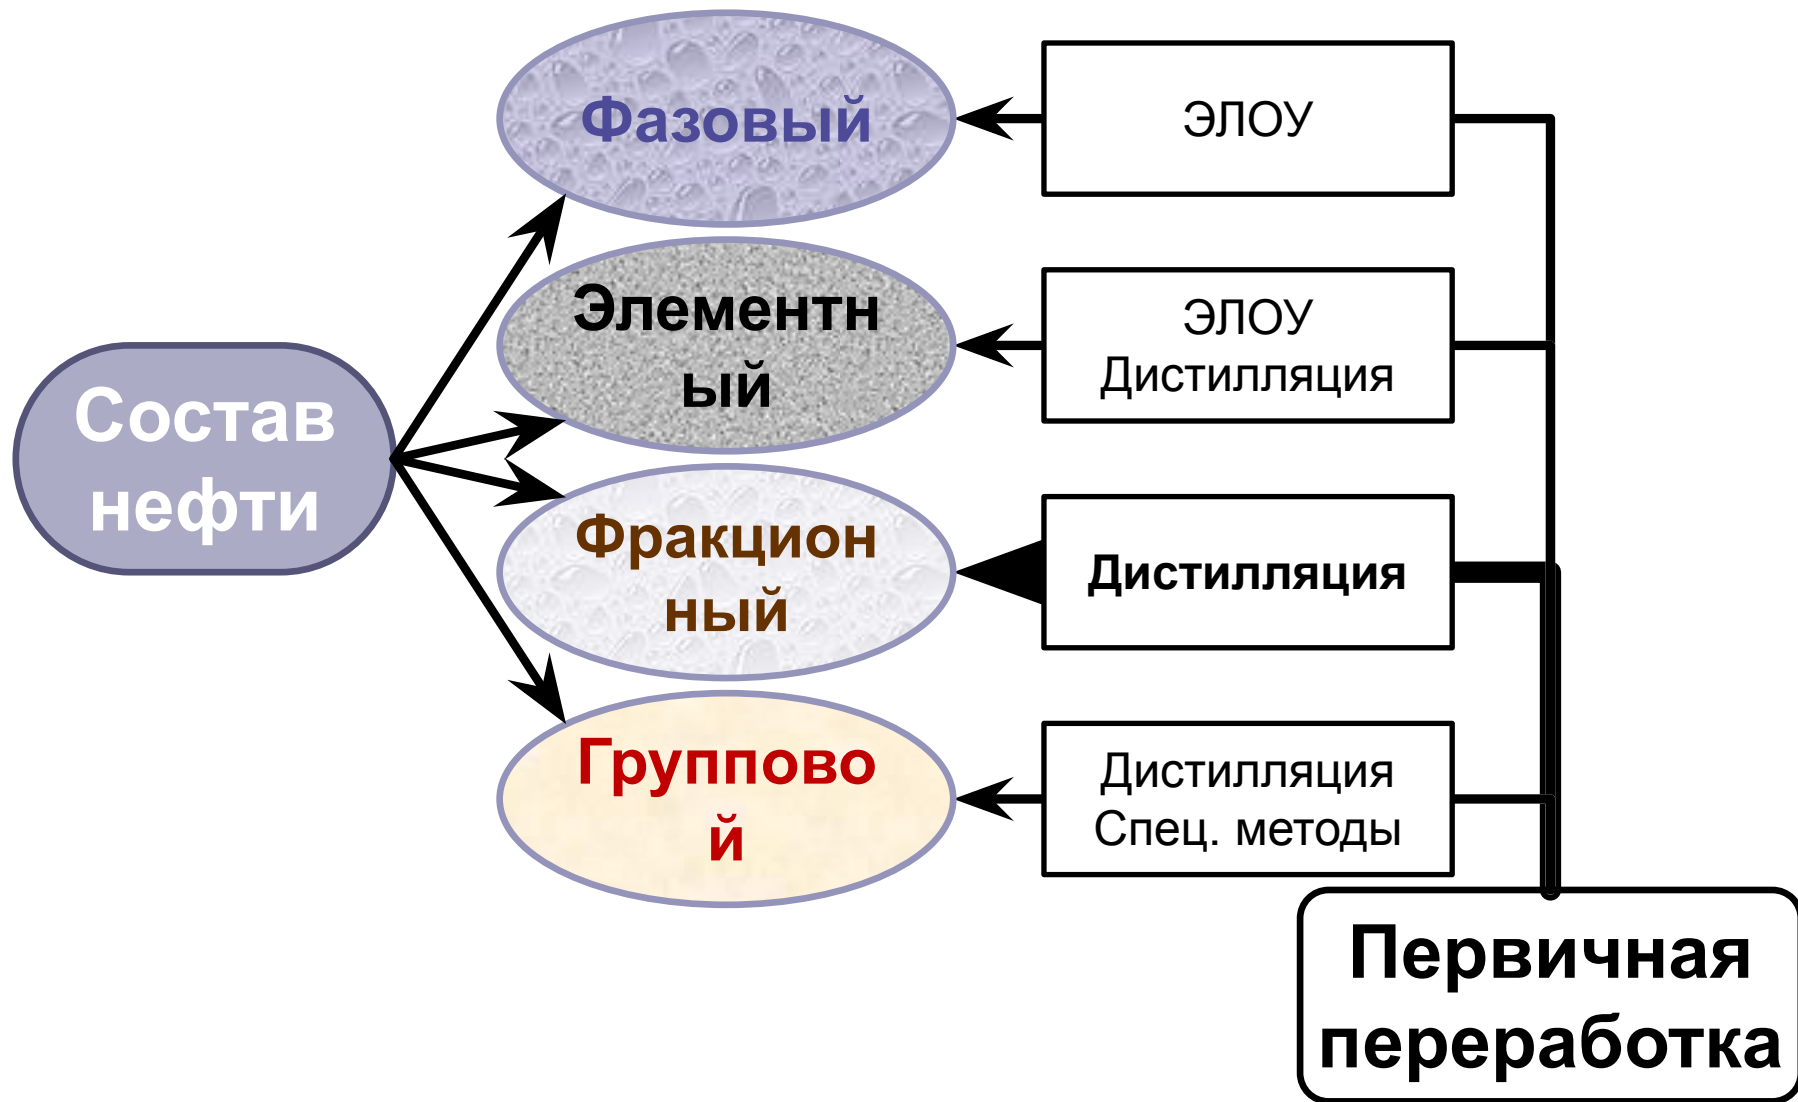 Состав
нефти
Фазовый
Элементн
ый
Фракцион
ный
Группово
й
ЭЛОУ
ЭЛОУ
Дистилляция
Дистилляция
Дистилляция
Спец. методы
Первичная
переработка